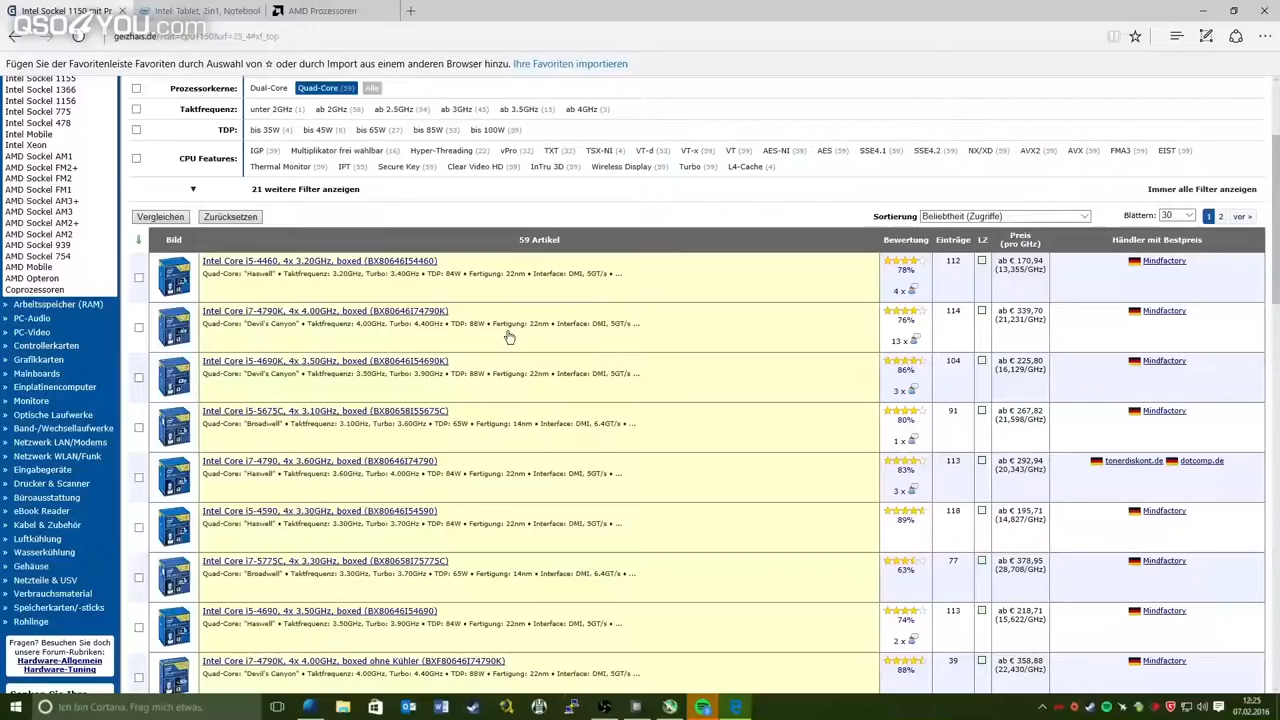 Intel Sockel 1150 mit Pr
Intel: Tablet, 2in1, Notebool
AMD Prozessoren
QSO4YOU.com
geizhals.de/?cat=cpu1150&xf=25_4#xf_top
Fügen Sie der Favoritenleiste Favoriten durch Auswahl von ☆ oder durch Import aus einem anderen Browser hinzu. Ihre Favoriten importieren
Intel Sockel 1155
Intel Sockel 1366
Intel Sockel 1156
Intel Sockel 775
Intel Sockel 478
Intel Mobile
Intel Xeon
AMD Sockel AM1
AMD Sockel FM2+
AMD Sockel FM2
AMD Sockel FM1
AMD Sockel AM3+
AMD Sockel AM3
AMD Sockel AM2+
AMD Sockel AM2
AMD Sockel 939
AMD Sockel 754
AMD Mobile
AMD Opteron
Coprozessoren
» Arbeitsspeicher (RAM)
» PC-Audio
» PC-Video
» Controllerkarten
» Grafikkarten
» Mainboards
» Einplatinencomputer
» Monitore
» Optische Laufwerke
» Band-/Wechsellaufwerke
» Netzwerk LAN/Modems
» Netzwerk WLAN/Funk
» Eingabegeräte
» Drucker & Scanner
» Büroausstattung
» eBook Reader
» Kabel & Zubehör
» Luftkühlung
» Wasserkühlung
» Gehäuse
» Netzteile & USV
» Verbrauchsmaterial
» Speicherkarten/-sticks
» Rohlinge
Fragen? Besuchen Sie doch
unsere Forum-Rubriken:
Hardware-Allgemein
Hardware-Tuning
Prozessorkerne: Dual-Core Quad-Core (59) Alle
Taktfrequenz: unter 2GHz (1) ab 2GHz (58) ab 2.5GHz (54) ab 3GHz (45) ab 3.5GHz (15) ab 4GHz (3)
TDP: bis 35W (4) bis 45W (8) bis 65W (27) bis 85W (53) bis 100W (59)
CPU Features: IGP (59) Multiplikator frei wählbar (16) Hyper-Threading (22) vPro (32) TXT (32) TSX-NI (4) VT-d (53) VT-x (59) VT (59) AES-NI (59) AES (59) SSE4.1 (59) SSE4.2 (59) NX/XD (59) AVX2 (59) AVX (59) FMA3 (59) EIST (59)
Thermal Monitor (59) IPT (55) Secure Key (59) Clear Video HD (59) InTru 3D (59) Wireless Display (59) Turbo (59) L4-Cache (4)
▼ 21 weitere Filter anzeigen Immer alle Filter anzeigen
Vergleichen Zurücksetzen Sortierung Beliebtheit (Zugriffe) Blättern: 30 1 2 vor »
Bild 59 Artikel Bewertung Einträge LZ Preis (pro GHz) Händler mit Bestpreis
Intel Core i5-4460, 4x 3.20GHz, boxed (BX80646I54460) 112 ab € 170,94 Mindfactory
Quad-Core: "Haswell" • Taktfrequenz: 3.20GHz, Turbo: 3.40GHz • TDP: 84W • Fertigung: 22nm • Interface: DMI, 5GT/s • ... 78% (13,355/GHz)
4 x
Intel Core i7-4790K, 4x 4.00GHz, boxed (BX80646I74790K) 114 ab € 339,70 Mindfactory
Quad-Core: "Devil's Canyon" • Taktfrequenz: 4.00GHz, Turbo: 4.40GHz • TDP: 88W • Fertigung: 22nm • Interface: DMI, 5GT/s ... 76% (21,231/GHz)
13 x
Intel Core i5-4690K, 4x 3.50GHz, boxed (BX80646I54690K) 104 ab € 225,80 Mindfactory
Quad-Core: "Devil's Canyon" • Taktfrequenz: 3.50GHz, Turbo: 3.90GHz • TDP: 88W • Fertigung: 22nm • Interface: DMI, 5GT/s ... 86% (16,129/GHz)
3 x
Intel Core i5-5675C, 4x 3.10GHz, boxed (BX80658I55675C) 91 ab € 267,82 Mindfactory
Quad-Core: "Broadwell" • Taktfrequenz: 3.10GHz, Turbo: 3.60GHz • TDP: 65W • Fertigung: 14nm • Interface: DMI, 6.4GT/s • ... 80% (21,598/GHz)
1 x
Intel Core i7-4790, 4x 3.60GHz, boxed (BX80646I74790) 113 ab € 292,94 tonerdiskont.de dotcomp.de
Quad-Core: "Haswell" • Taktfrequenz: 3.60GHz, Turbo: 4.00GHz • TDP: 84W • Fertigung: 22nm • Interface: DMI, 5GT/s • ... 83% (20,343/GHz)
3 x
Intel Core i5-4590, 4x 3.30GHz, boxed (BX80646I54590) 118 ab € 195,71 Mindfactory
Quad-Core: "Haswell" • Taktfrequenz: 3.30GHz, Turbo: 3.70GHz • TDP: 84W • Fertigung: 22nm • Interface: DMI, 5GT/s • ... 89% (14,827/GHz)
Intel Core i7-5775C, 4x 3.30GHz, boxed (BX80658I75775C) 77 ab € 378,95 Mindfactory
Quad-Core: "Broadwell" • Taktfrequenz: 3.30GHz, Turbo: 3.70GHz • TDP: 65W • Fertigung: 14nm • Interface: DMI, 6.4GT/s • ... 63% (28,708/GHz)
Intel Core i5-4690, 4x 3.50GHz, boxed (BX80646I54690) 113 ab € 218,71 Mindfactory
Quad-Core: "Haswell" • Taktfrequenz: 3.50GHz, Turbo: 3.90GHz • TDP: 84W • Fertigung: 22nm • Interface: DMI, 5GT/s • ... 74% (15,622/GHz)
2 x
Intel Core i7-4790K, 4x 4.00GHz, boxed ohne Kühler (BXF80646I74790K) 39 ab € 358,88 Mindfactory
Quad-Core: "Devil's Canyon" • Taktfrequenz: 4.00GHz, Turbo: 4.40GHz • TDP: 88W • Fertigung: 22nm • Interface: DMI, 5GT/s ... 88% (22,430/GHz)
Ich bin Cortana. Frag mich etwas.
12:25
07.02.2016